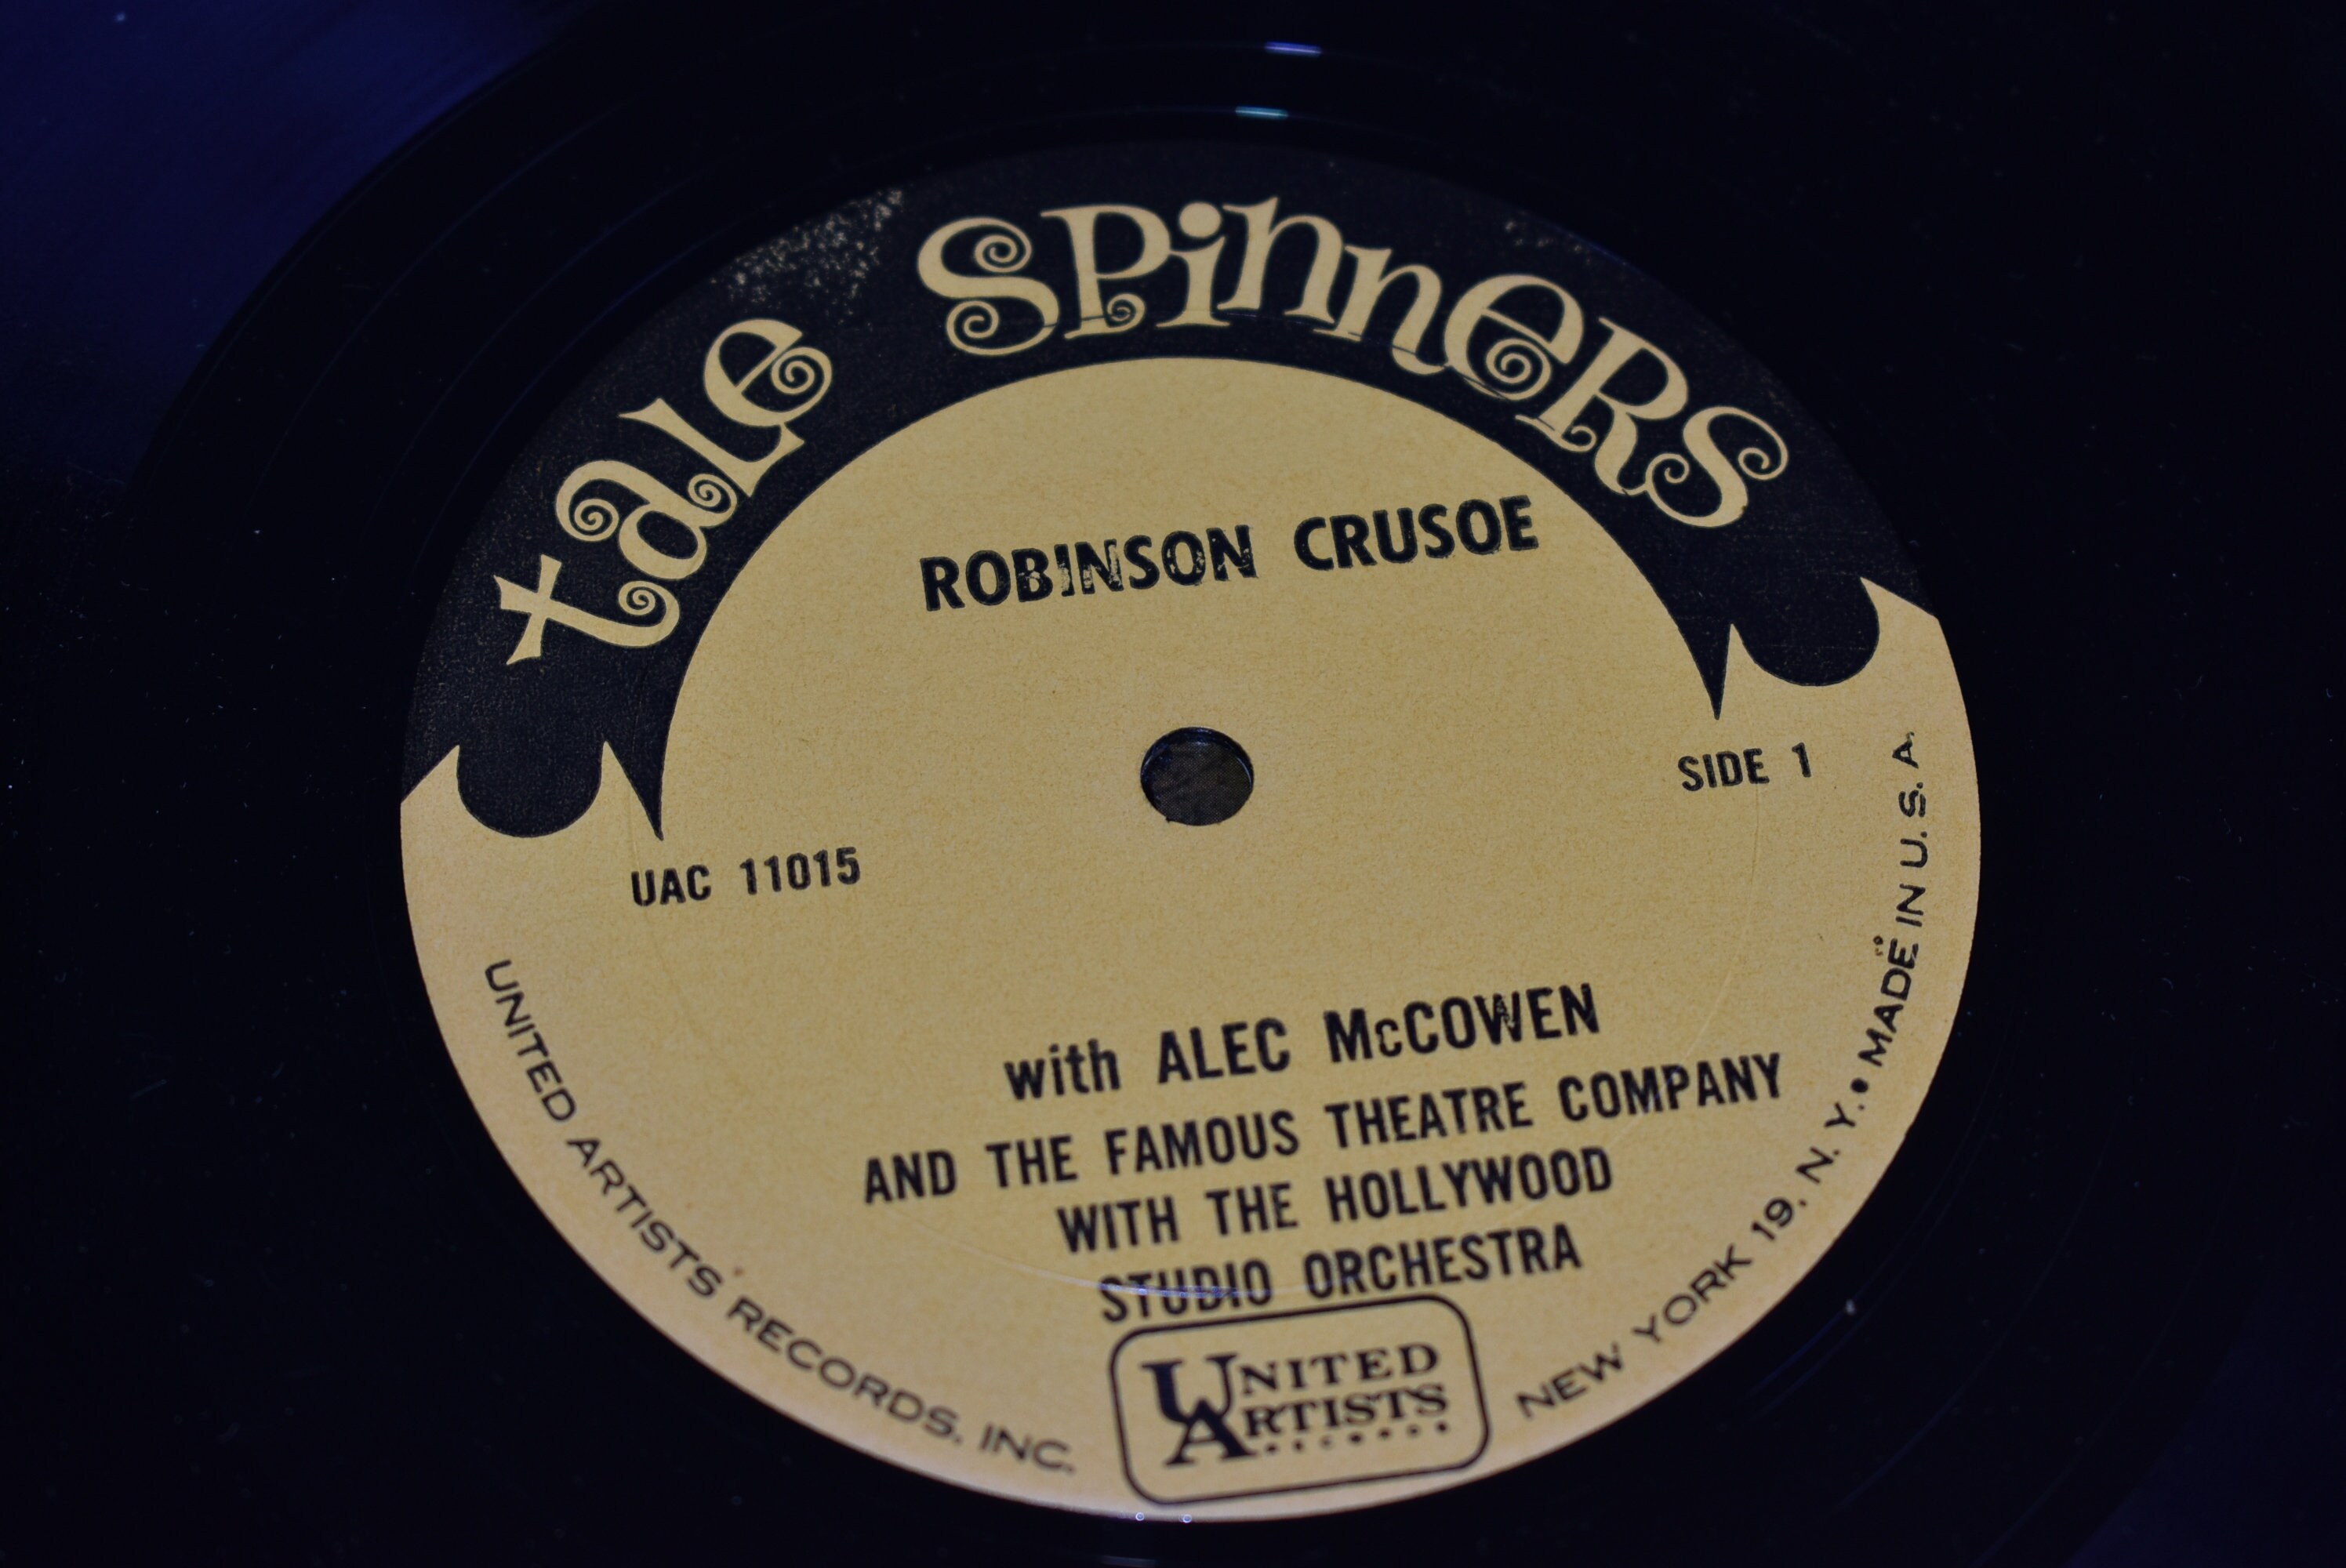 tale spinners
ROBINSON CRUSOE
SIDE 1
UAC 11015
with ALEC McCOWEN
AND THE FAMOUS THEATRE COMPANY
WITH THE HOLLYWOOD
STUDIO ORCHESTRA
UNITED
ARTISTS
RECORDS
UNITED ARTISTS RECORDS, INC. NEW YORK 19, N.Y. • MADE IN U.S.A.